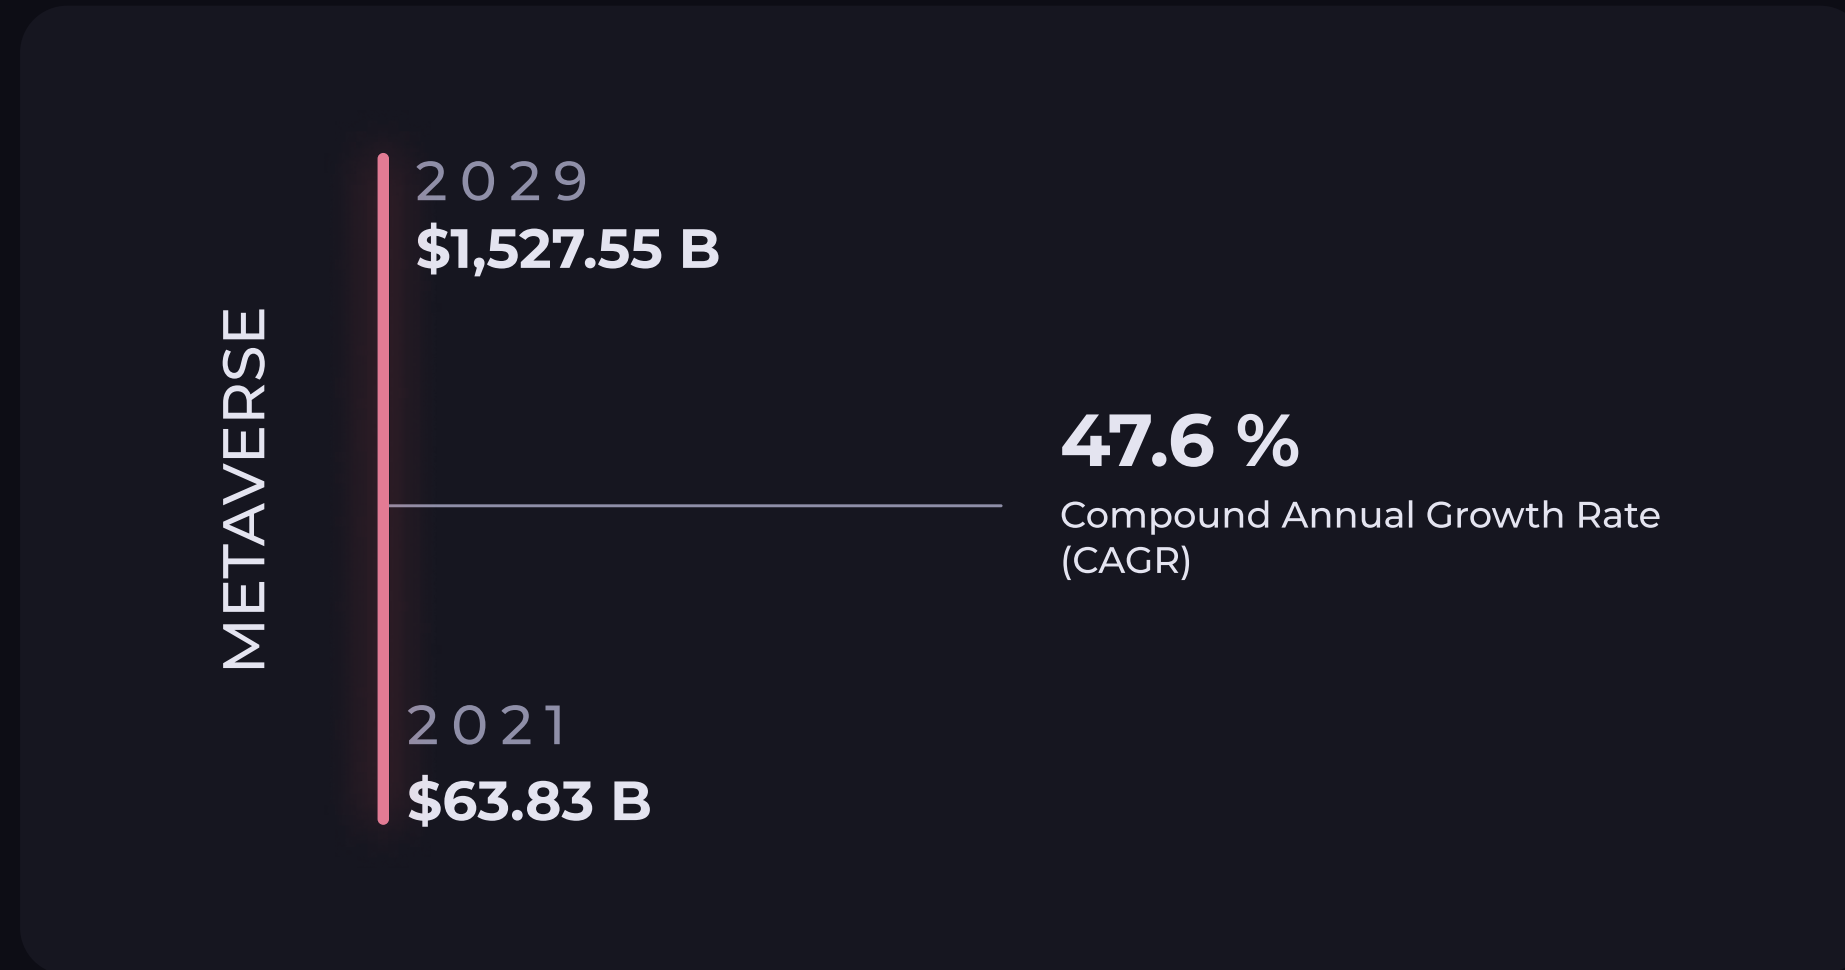 METAVERSE
2029
$1,527.55 B
47.6 %
Compound Annual Growth Rate
(CAGR)
2021
$63.83 B